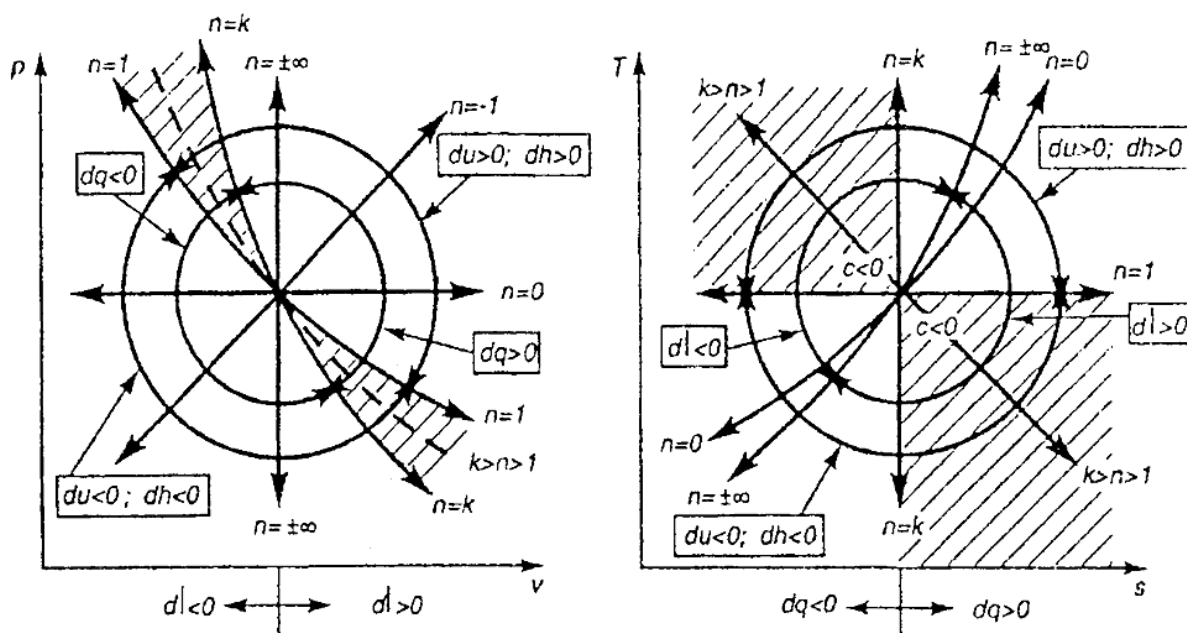 p
n=1
n=k
n=±∞
n=-1
du>0; dh>0
dq<0
n=0
dq>0
n=1
k>n>1
n=k
n=±∞
du<0; dh<0
v
dl<0
dl>0
T
n=k
n=±∞
n=0
k>n>1
du>0; dh>0
c<0
n=1
c<0
dl<0
dl>0
n=0
n=±∞
k>n>1
n=k
du<0; dh<0
s
dq<0
dq>0